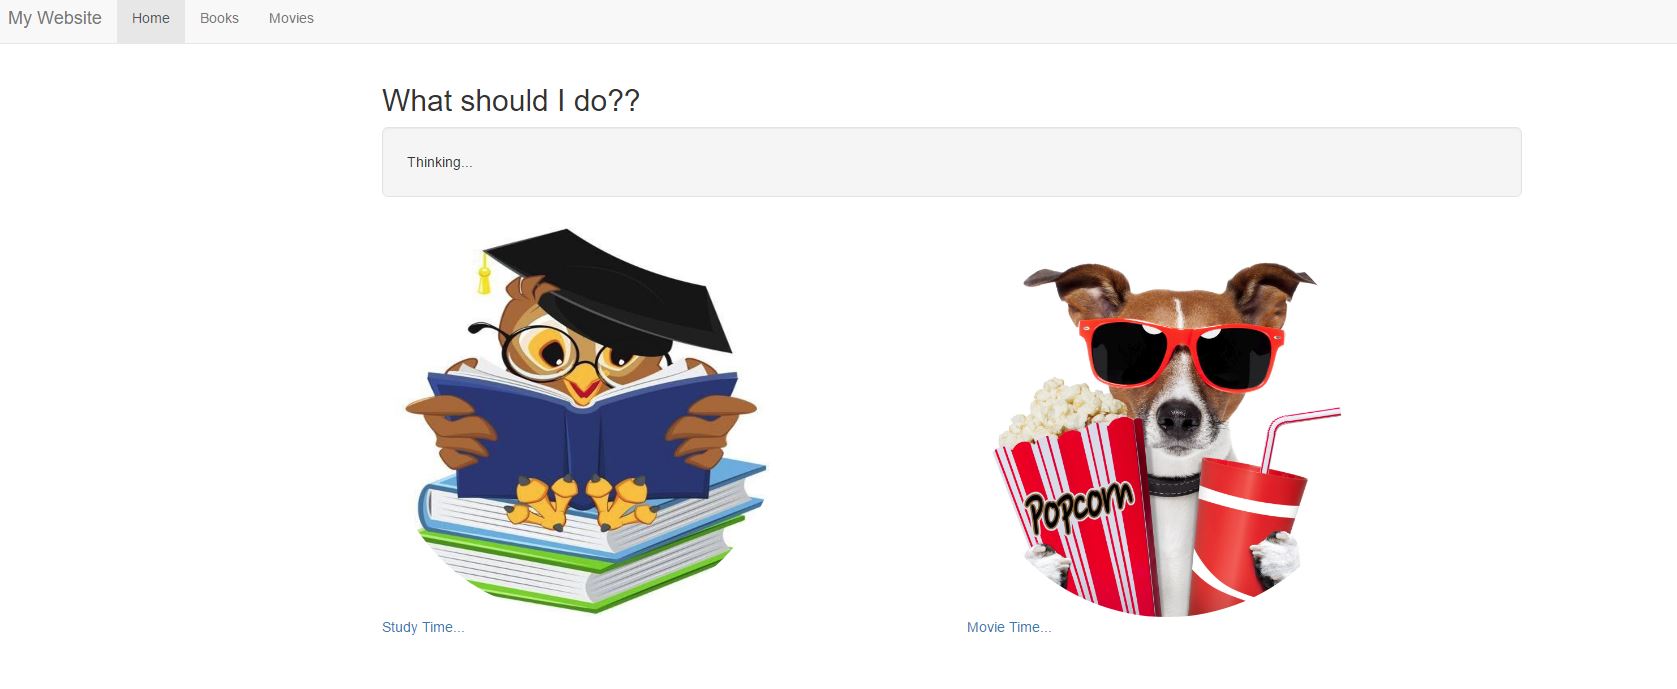 My Website Home Books Movies
What should I do??
Thinking...
Popcorn
Study Time...
Movie Time...